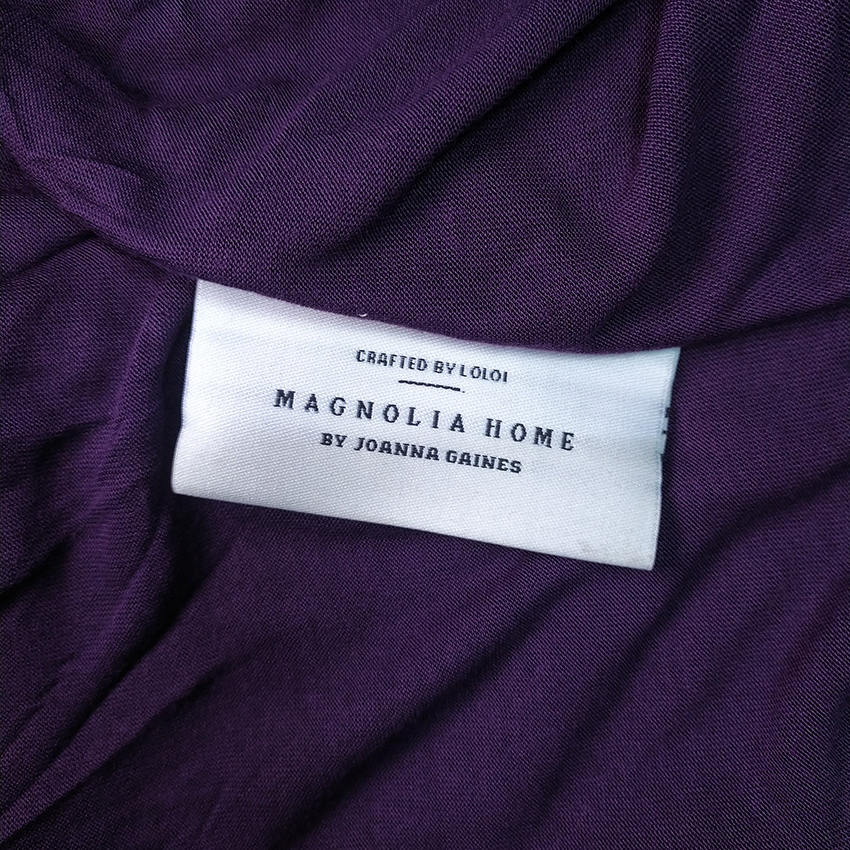 CRAFTED BY LOLOI
MAGNOLIA HOME
BY JOANNA GAINES